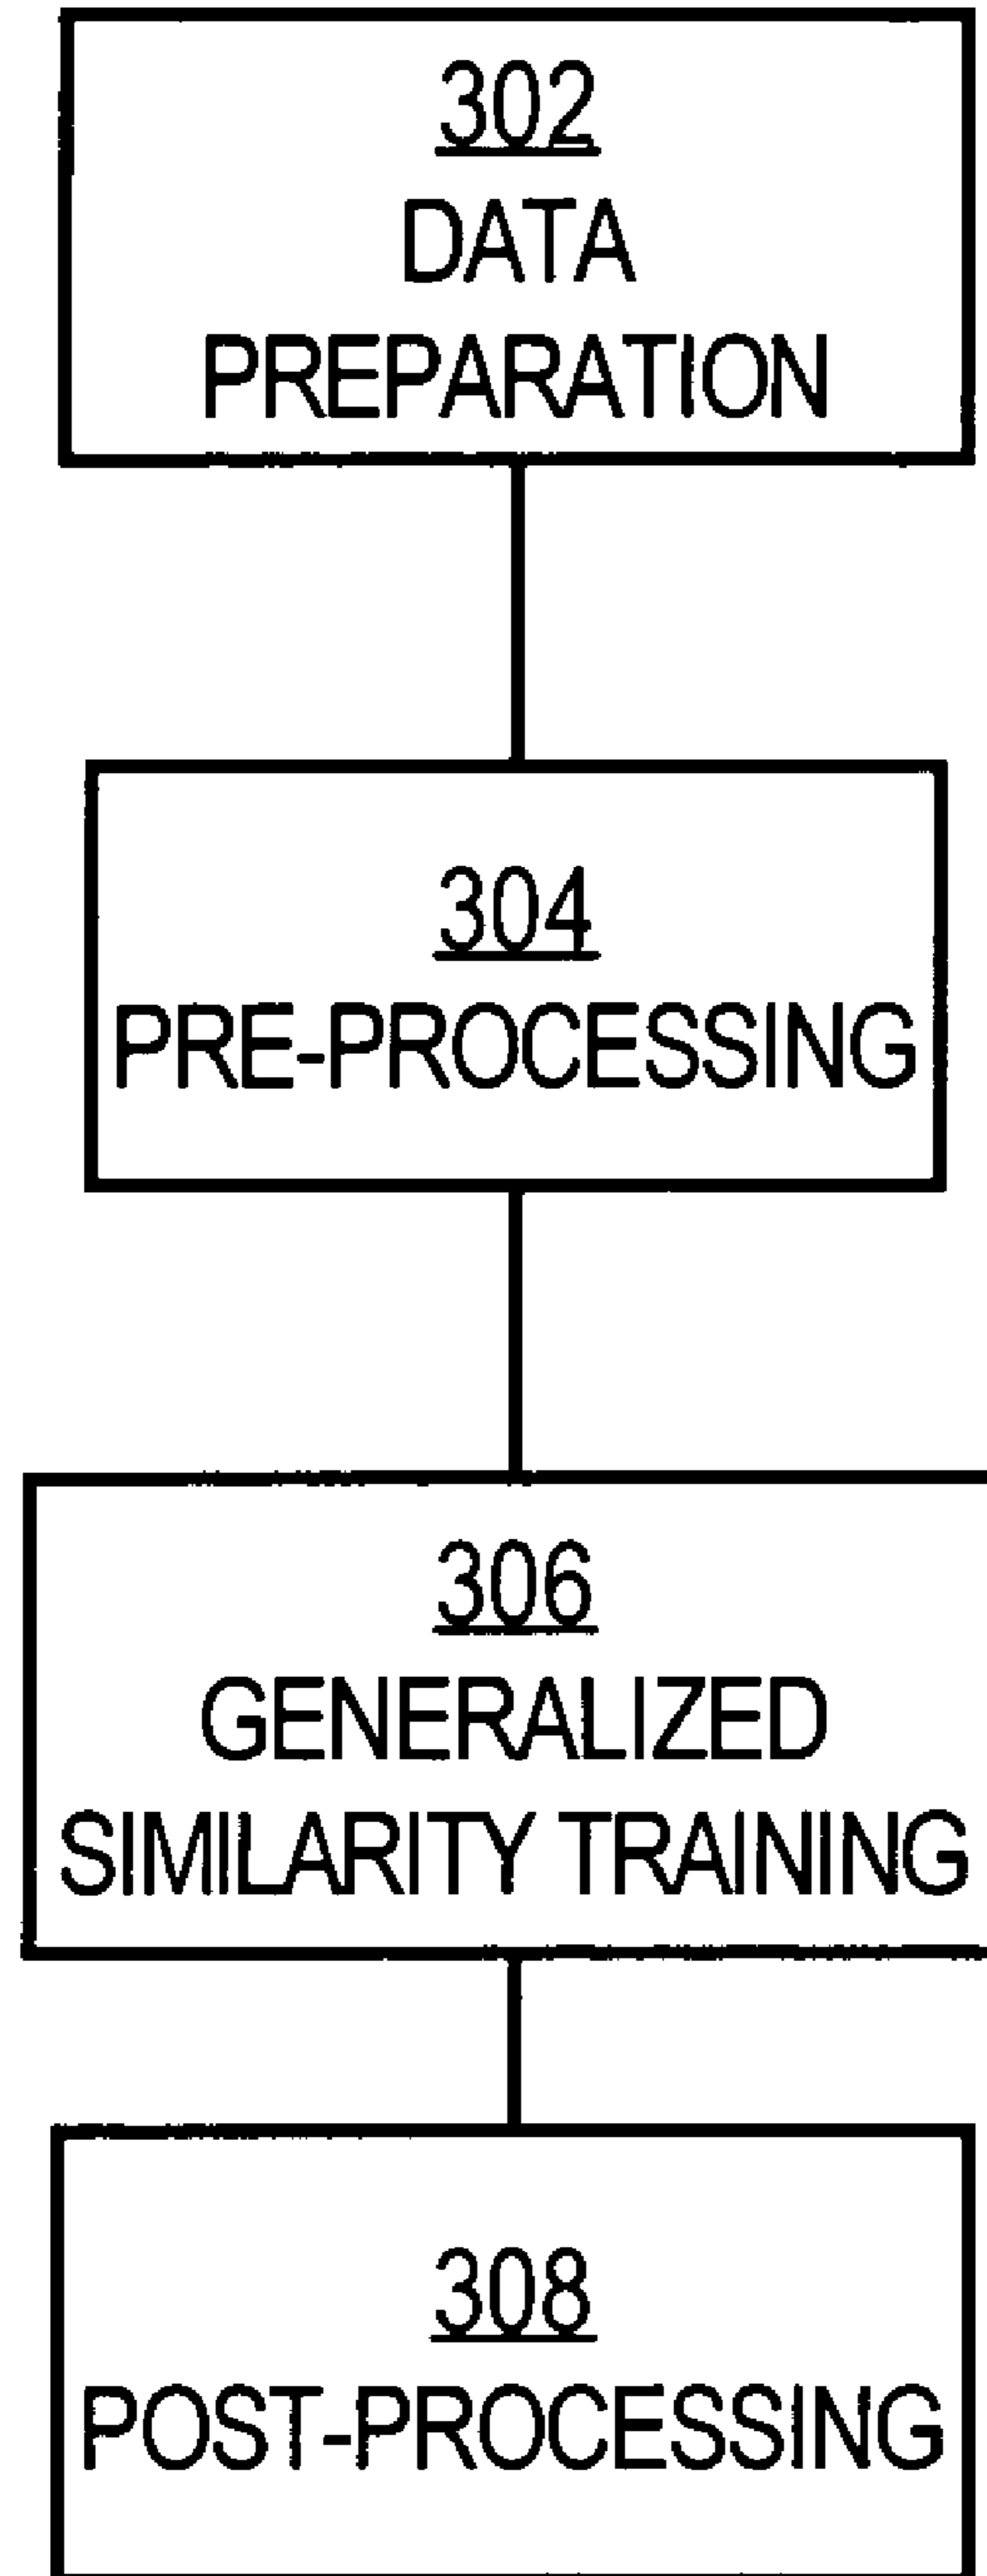 302
DATA
PREPARATION
304
PRE-PROCESSING
306
GENERALIZED
SIMILARITY TRAINING
308
POST-PROCESSING